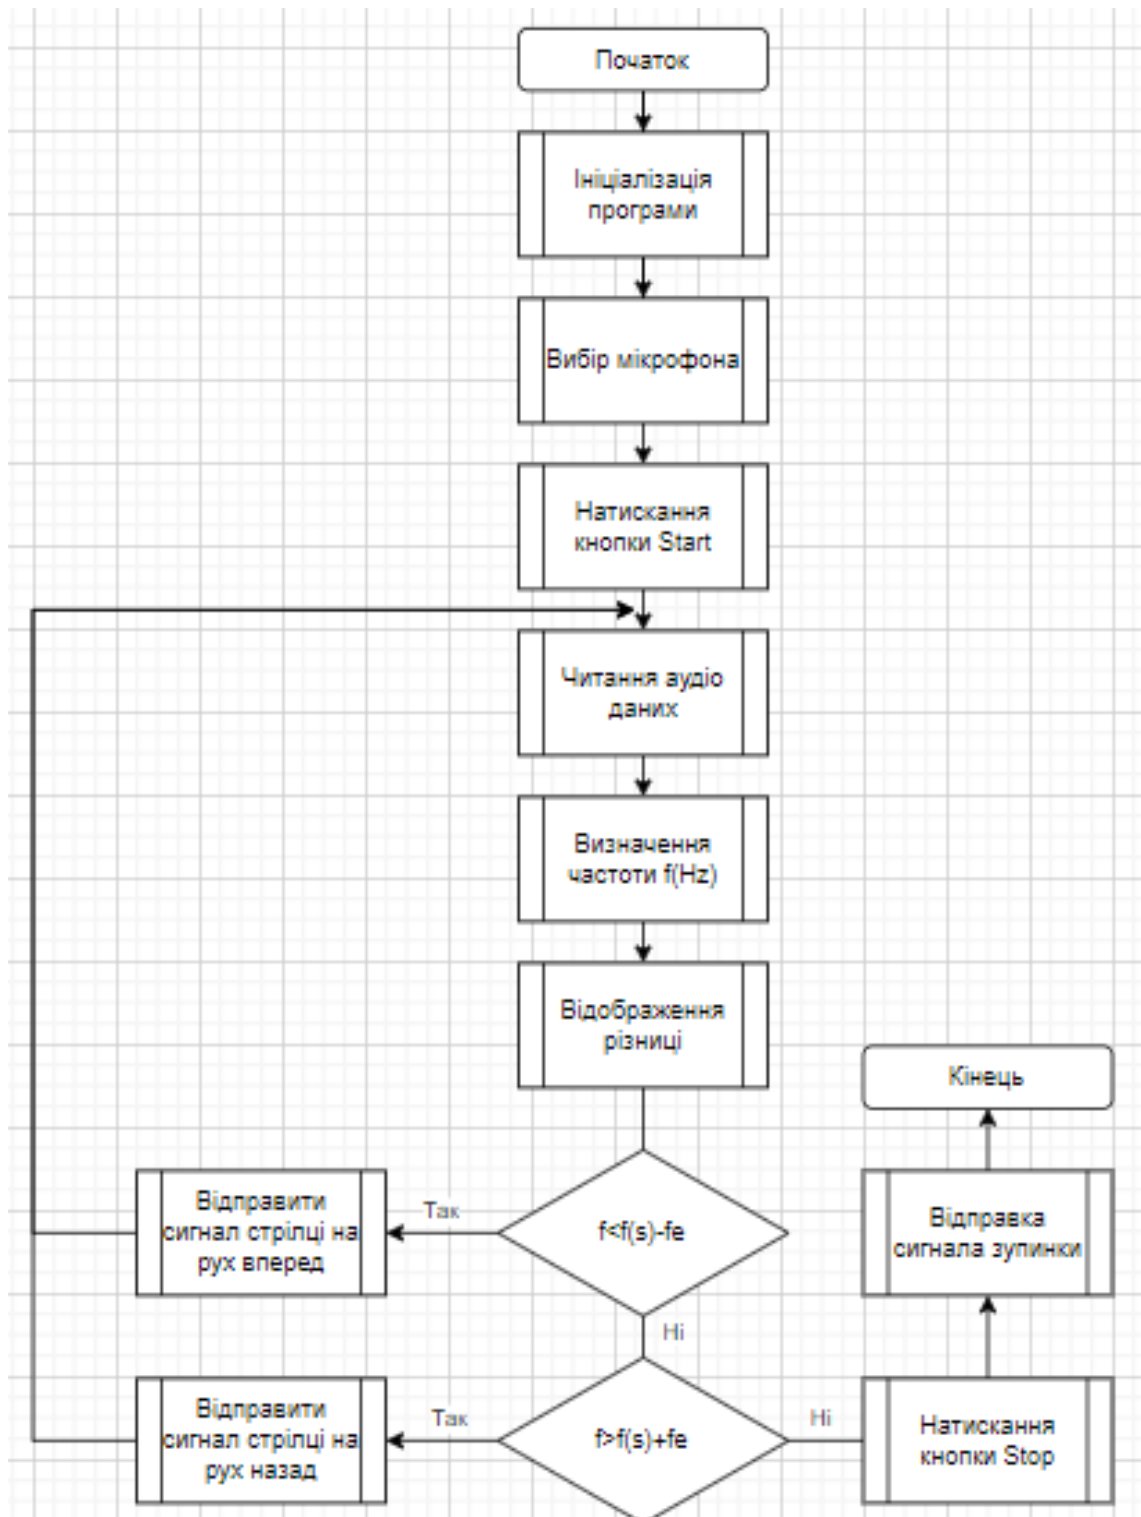 Початок
Ініціалізація
програми
Вибір мікрофона
Натискання
кнопки Start
Читання аудіо
даних
Визначення
частоти f(Hz)
Відображення
різниці
Кінець
Відправити
сигнал стрілці на
рух вперед
Так
f<f(s)-fe
Відправка
сигнала зупинки
Ні
Відправити
сигнал стрілці на
рух назад
Так
f>f(s)+fe
Ні
Натискання
кнопки Stop